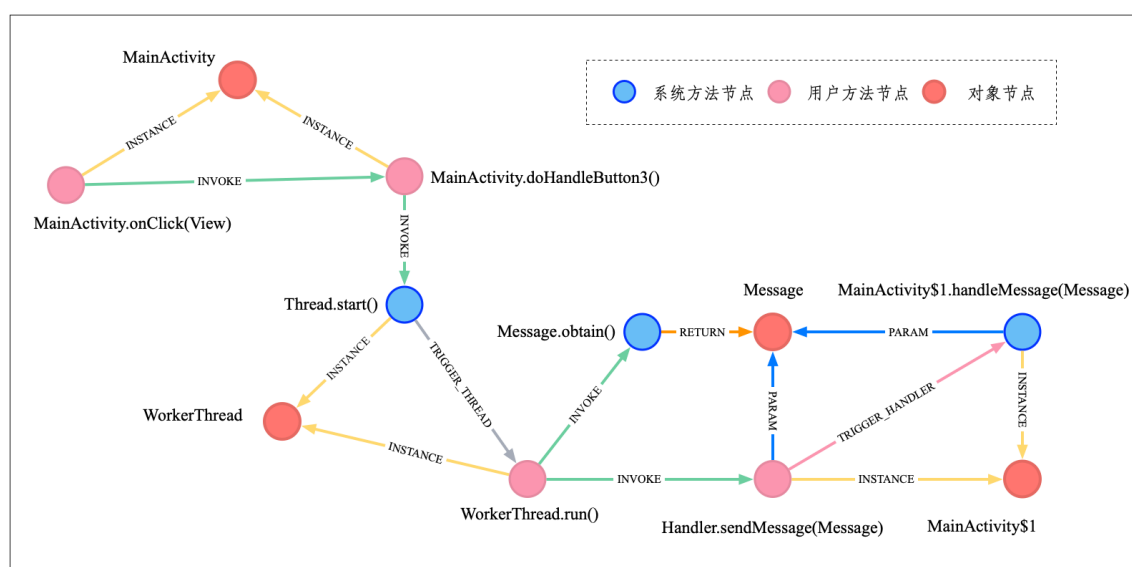 MainActivity
系统方法节点
用户方法节点
对象节点
INSTANCE
INSTANCE
INVOKE
MainActivity.doHandleButton3()
MainActivity.onClick(View)
INVOKE
Thread.start()
Message
MainActivity$1.handleMessage(Message)
Message.obtain()
RETURN
PARAM
INSTANCE
TRIGGER_THREAD
WorkerThread
INVOKE
PARAM
TRIGGER_HANDLER
INSTANCE
INSTANCE
INVOKE
INSTANCE
WorkerThread.run()
Handler.sendMessage(Message)
MainActivity$1